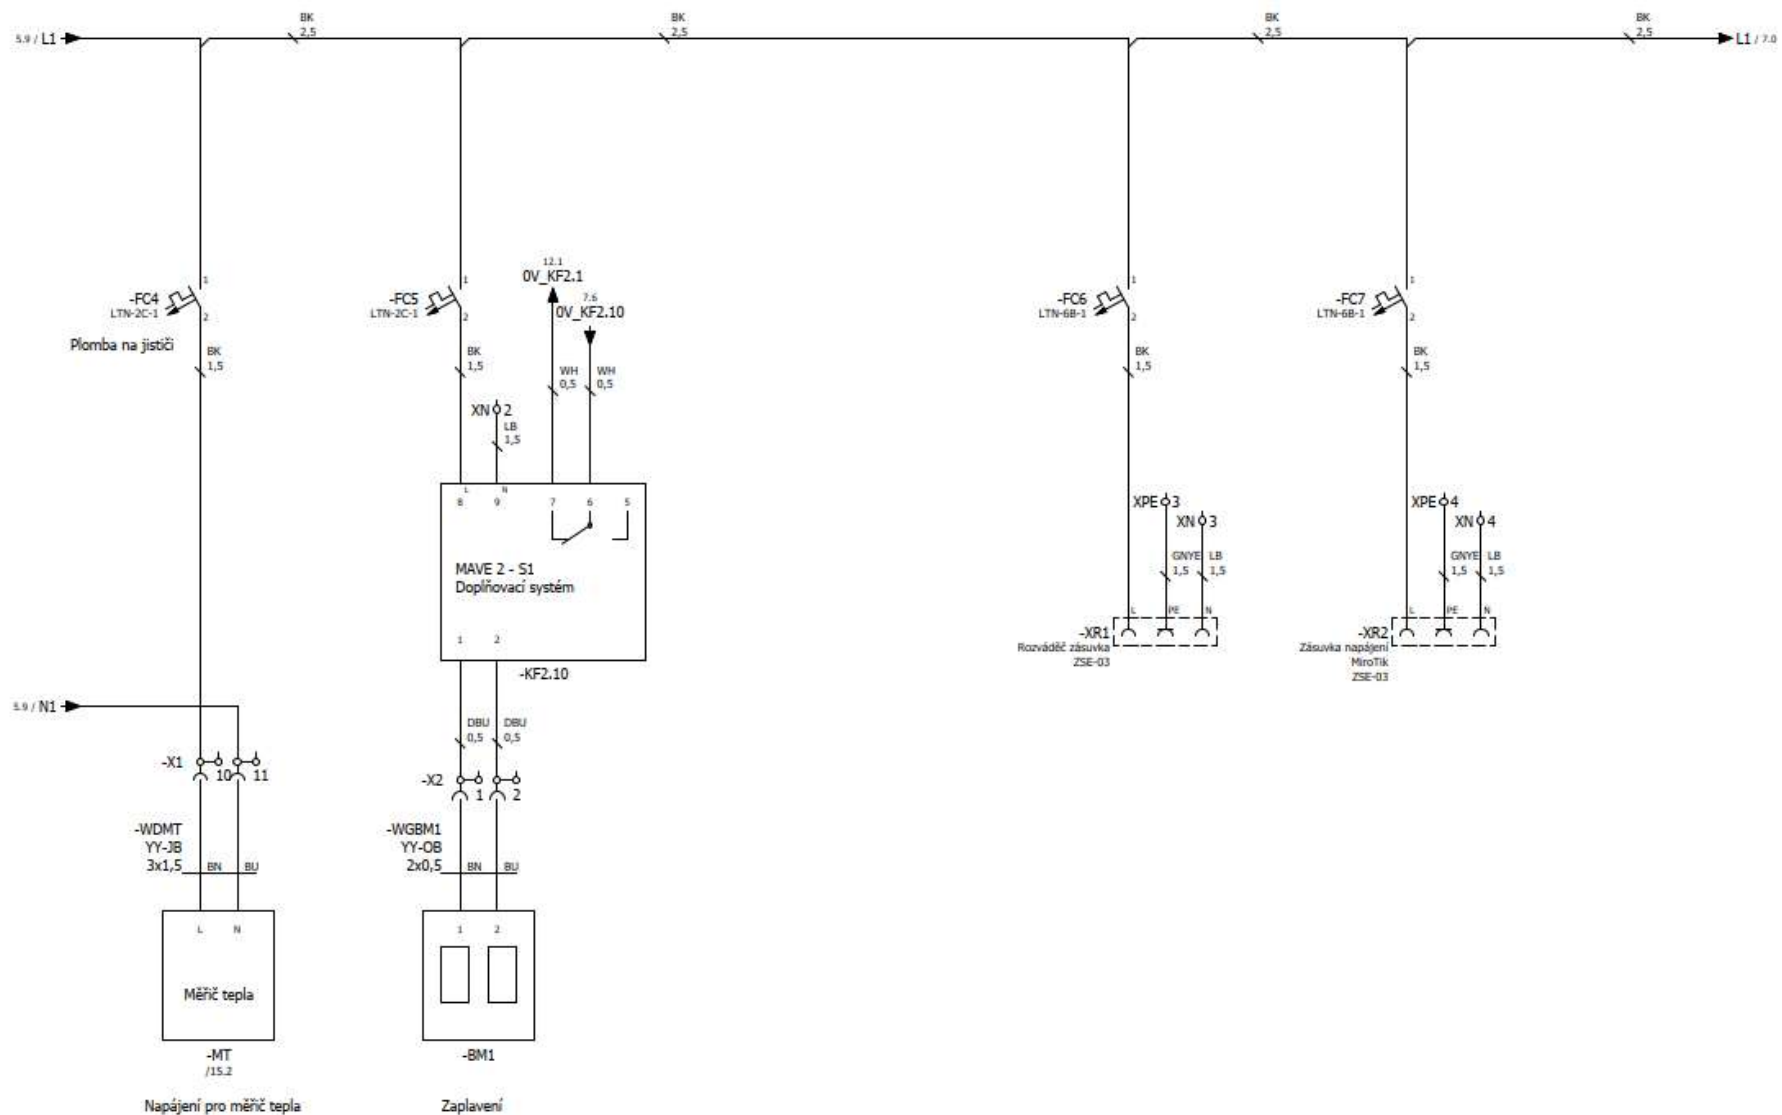 BK
2,5
BK
2,5
BK
2,5
BK
2,5
5.9 / L1
L1 / 7.0
12.1
0V_KF2.1
7.6
0V_KF2.10
-FC4
LTN-2C-1
1
2
Plomba na jističi
BK
1,5
-FC5
LTN-2C-1
1
2
BK
1,5
WH
0,5
WH
0,5
XN 2
LB
1,5
-FC6
LTN-6B-1
1
2
BK
1,5
-FC7
LTN-6B-1
1
2
BK
1,5
L
N
8
9
7
6
5
MAVE 2 - S1
Doplňovací systém
1
2
-KF2.10
XPE 3
XN 3
GNYE
1,5
LB
1,5
L
PE
N
-XR1
Rozváděč zásuvka
ZSE-03
XPE 4
XN 4
GNYE
1,5
LB
1,5
L
PE
N
-XR2
Zásuvka napájení
MiroTik
ZSE-03
5.9 / N1
-X1
10
11
DBU
0,5
DBU
0,5
-X2
1
2
-WDMT
YY-JB
3x1,5
BN
BU
-WGBM1
YY-OB
2x0,5
BN
BU
L
N
Měřič tepla
-MT
/15.2
1
2
-BM1
Napájení pro měřič tepla
Zaplavení